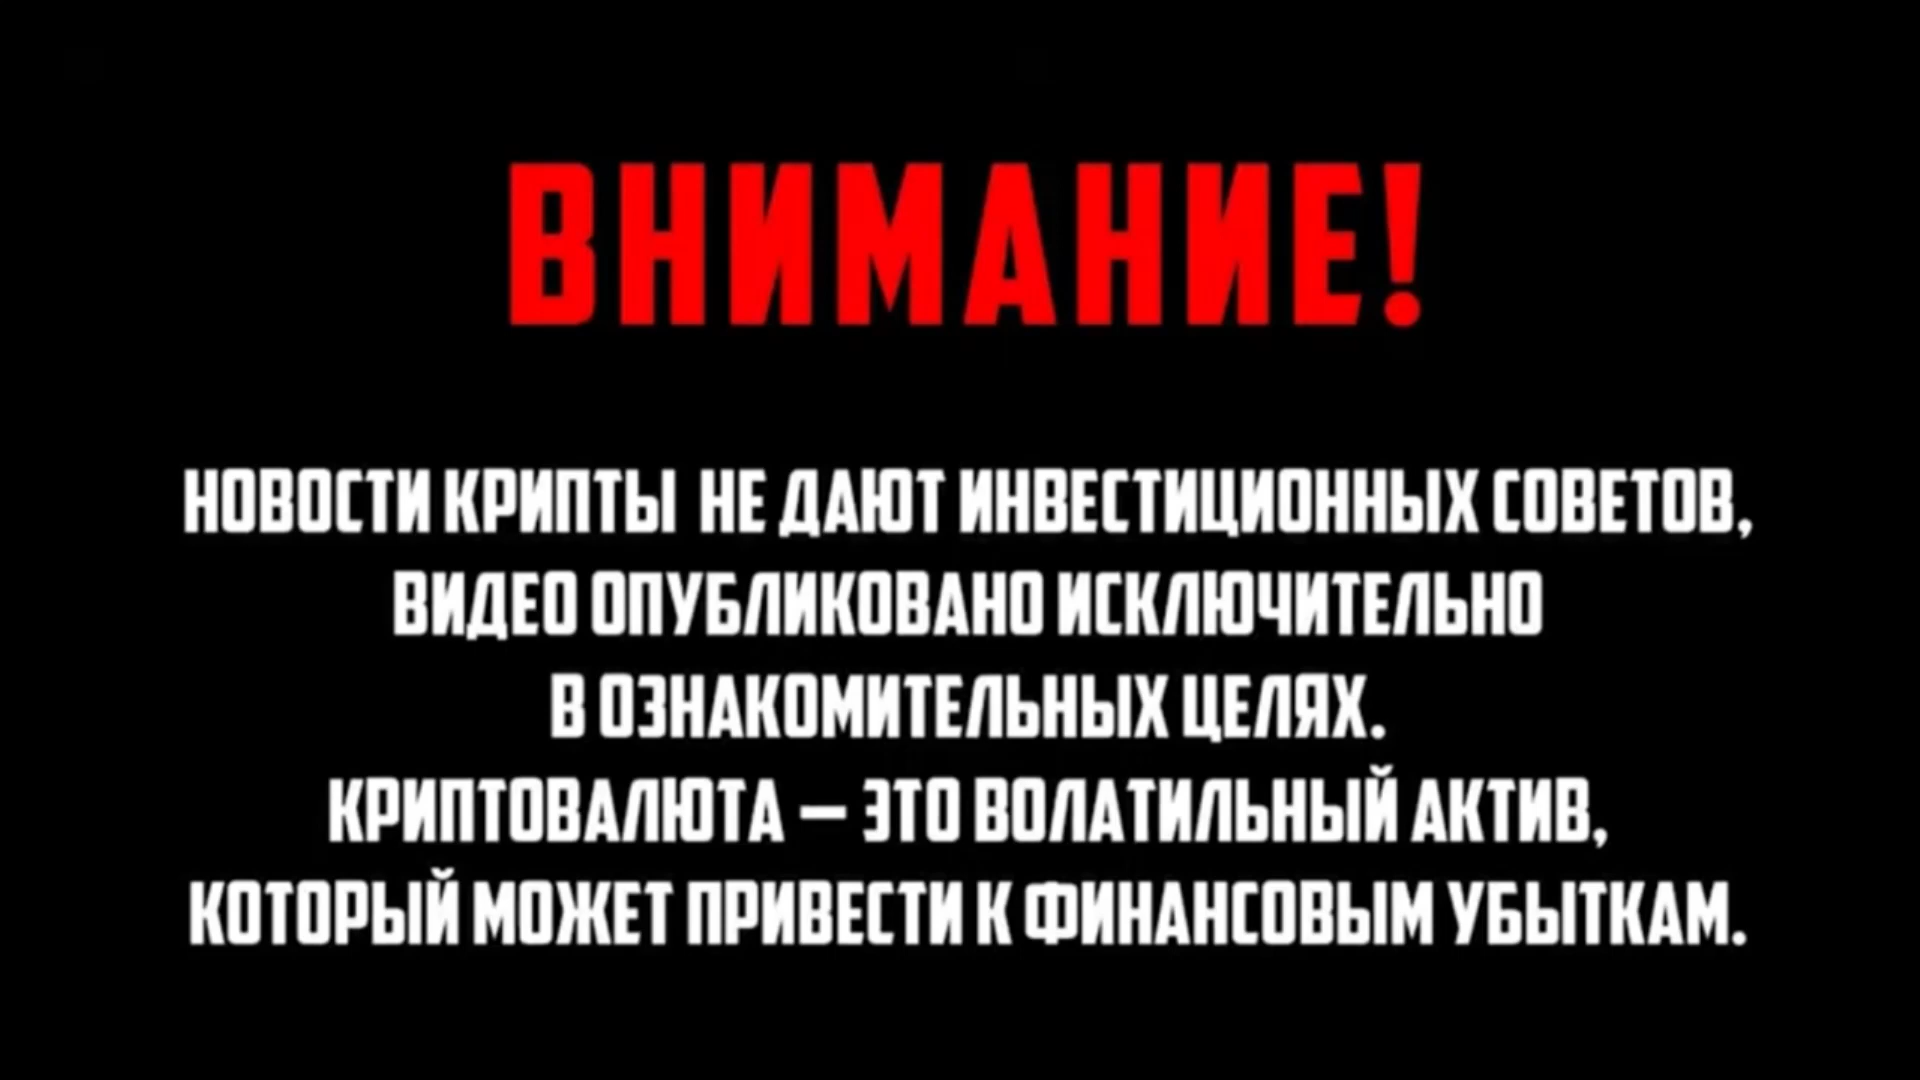 ВНИМАНИЕ!
НОВОСТИ КРИПТЫ НЕ ДАЮТ ИНВЕСТИЦИОННЫХ СОВЕТОВ,
ВИДЕО ОПУБЛИКОВАНО ИСКЛЮЧИТЕЛЬНО
В ОЗНАКОМИТЕЛЬНЫХ ЦЕЛЯХ.
КРИПТОВАЛЮТА – ЭТО ВОЛАТИЛЬНЫЙ АКТИВ,
КОТОРЫЙ МОЖЕТ ПРИВЕСТИ К ФИНАНСОВЫМ УБЫТКАМ.